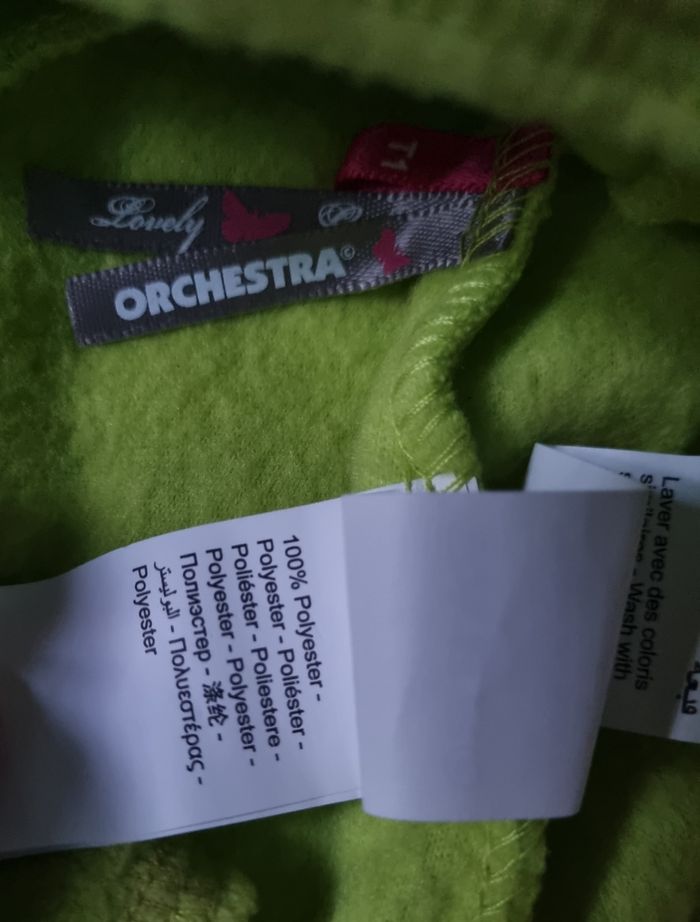 T1
Lovely
ORCHESTRA©
100% Polyester -
Polyester - Poliéster -
Poliéster - Poliestere -
Polyester - Polyester -
Полиэстер - 涤纶 -
البوليستر - Πολυεστέρας -
Polyester
Laver avec des coloris
- Wash with